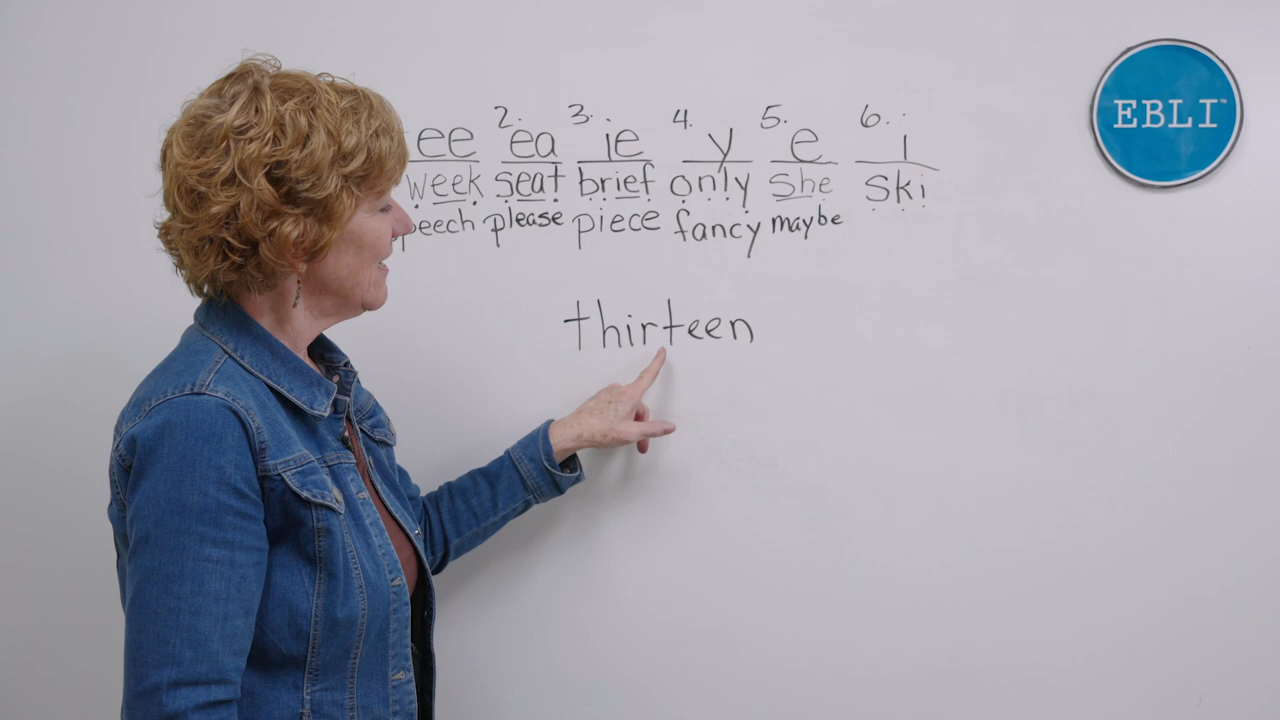 2. 3. 4. 5. 6.
ee ea ie y e i
week seat brief only she ski
peech please piece fancy maybe
thirteen
EBLI™